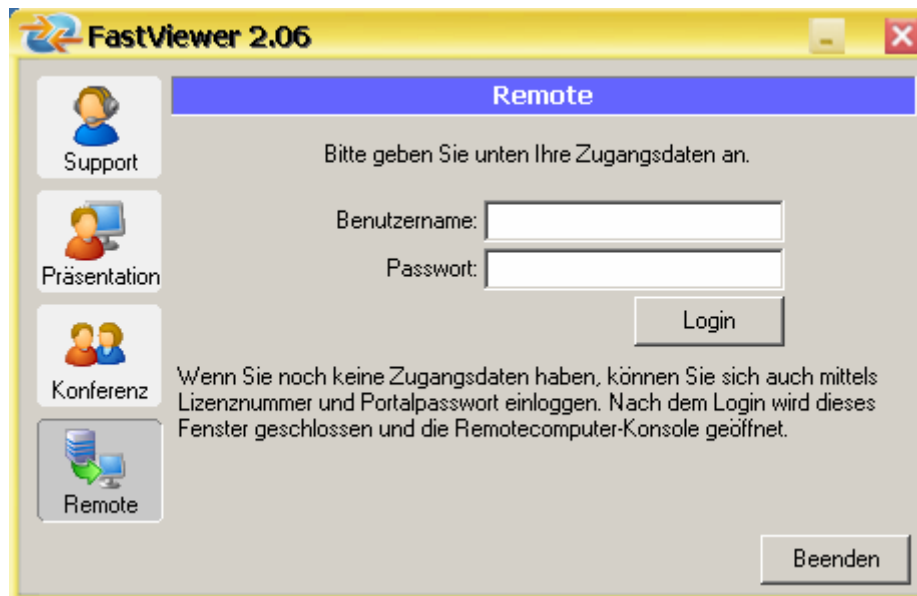 FastViewer 2.06
Support
Präsentation
Konferenz
Remote
Remote
Bitte geben Sie unten Ihre Zugangsdaten an.
Benutzername:
Passwort:
Login
Wenn Sie noch keine Zugangsdaten haben, können Sie sich auch mittels
Lizenznummer und Portalpasswort einloggen. Nach dem Login wird dieses
Fenster geschlossen und die Remotecomputer-Konsole geöffnet.
Beenden